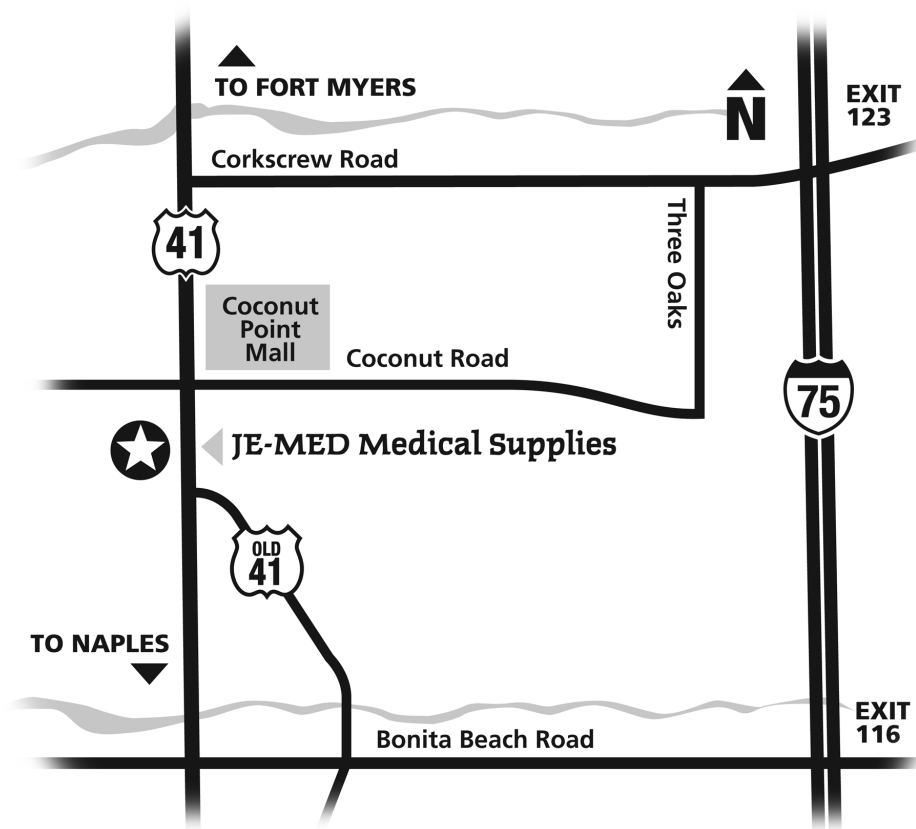 TO FORT MYERS
N
EXIT
123
Corkscrew Road
Three Oaks
41
Coconut
Point
Mall
Coconut Road
75
JE-MED Medical Supplies
OLD
41
TO NAPLES
EXIT
116
Bonita Beach Road